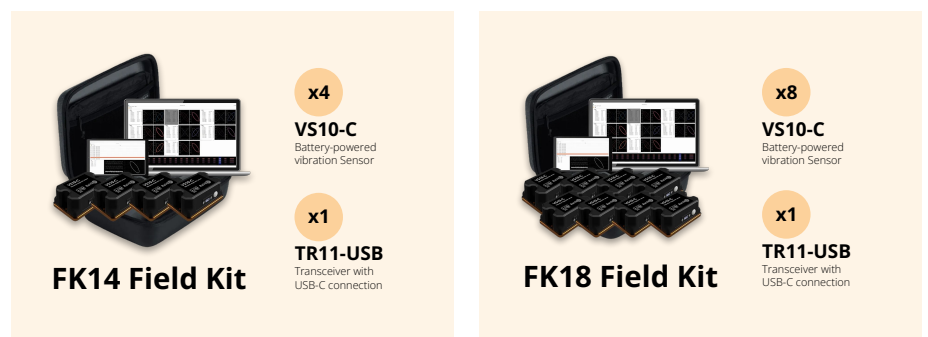 x4
VS10-C
Battery-powered
vibration Sensor
x1
TR11-USB
Transceiver with
USB-C connection
FK14 Field Kit
x8
VS10-C
Battery-powered
vibration Sensor
x1
TR11-USB
Transceiver with
USB-C connection
FK18 Field Kit